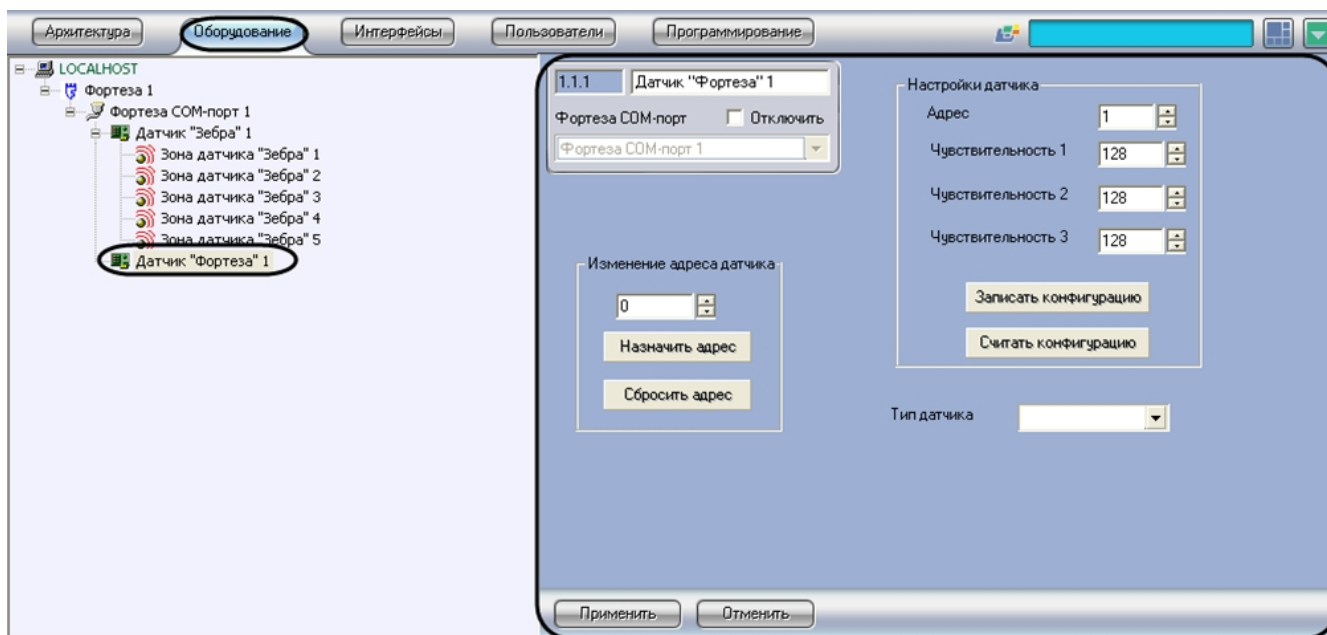 Архитектура
Оборудование
Интерфейсы
Пользователи
Программирование
LOCALHOST
Фортеза 1
Фортеза COM-порт 1
Датчик "Зебра" 1
Зона датчика "Зебра" 1
Зона датчика "Зебра" 2
Зона датчика "Зебра" 3
Зона датчика "Зебра" 4
Зона датчика "Зебра" 5
Датчик "Фортеза" 1
1.1.1
Датчик "Фортеза" 1
Фортеза COM-порт
Отключить
Фортеза COM-порт 1
Изменение адреса датчика
0
Назначить адрес
Сбросить адрес
Настройки датчика
Адрес
1
Чувствительность 1
128
Чувствительность 2
128
Чувствительность 3
128
Записать конфигурацию
Считать конфигурацию
Тип датчика
Применить
Отменить